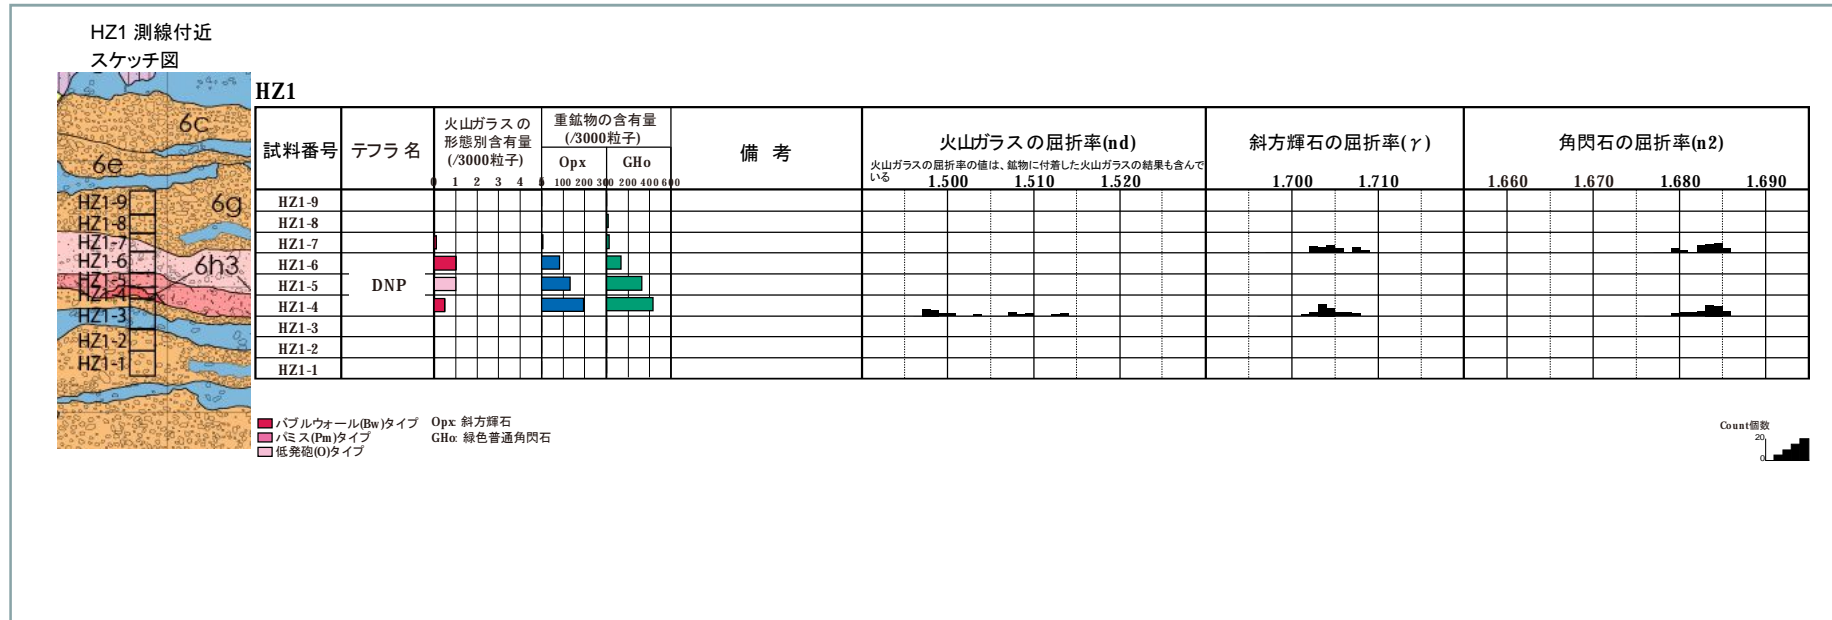 HZ1 測線付近
スケッチ図
6c
6e
6g
6h3
HZ1-9
HZ1-8
HZ1-7
HZ1-6
HZ1-5
HZ1-3
HZ1-2
HZ1-1
HZ1
試料番号
テフラ名
火山ガラスの
形態別含有量
(/3000粒子)
0 1 2 3 4
重鉱物の含有量
(/3000粒子)
Opx
GHo
100 200
200 400 600
備 考
火山ガラスの屈折率(nd)
火山ガラスの屈折率の値は、鉱物に付着した火山ガラスの結果も含んで
いる
1.500 1.510 1.520
斜方輝石の屈折率(γ)
1.700 1.710
角閃石の屈折率(n2)
1.660 1.670 1.680 1.690
HZ1-9
HZ1-8
HZ1-7
HZ1-6
HZ1-5
HZ1-4
HZ1-3
HZ1-2
HZ1-1
DNP
バブルウォール(Bw)タイプ
パミス(Pm)タイプ
低発砲(O)タイプ
Opx: 斜方輝石
GHo: 緑色普通角閃石
Count個数
20
0